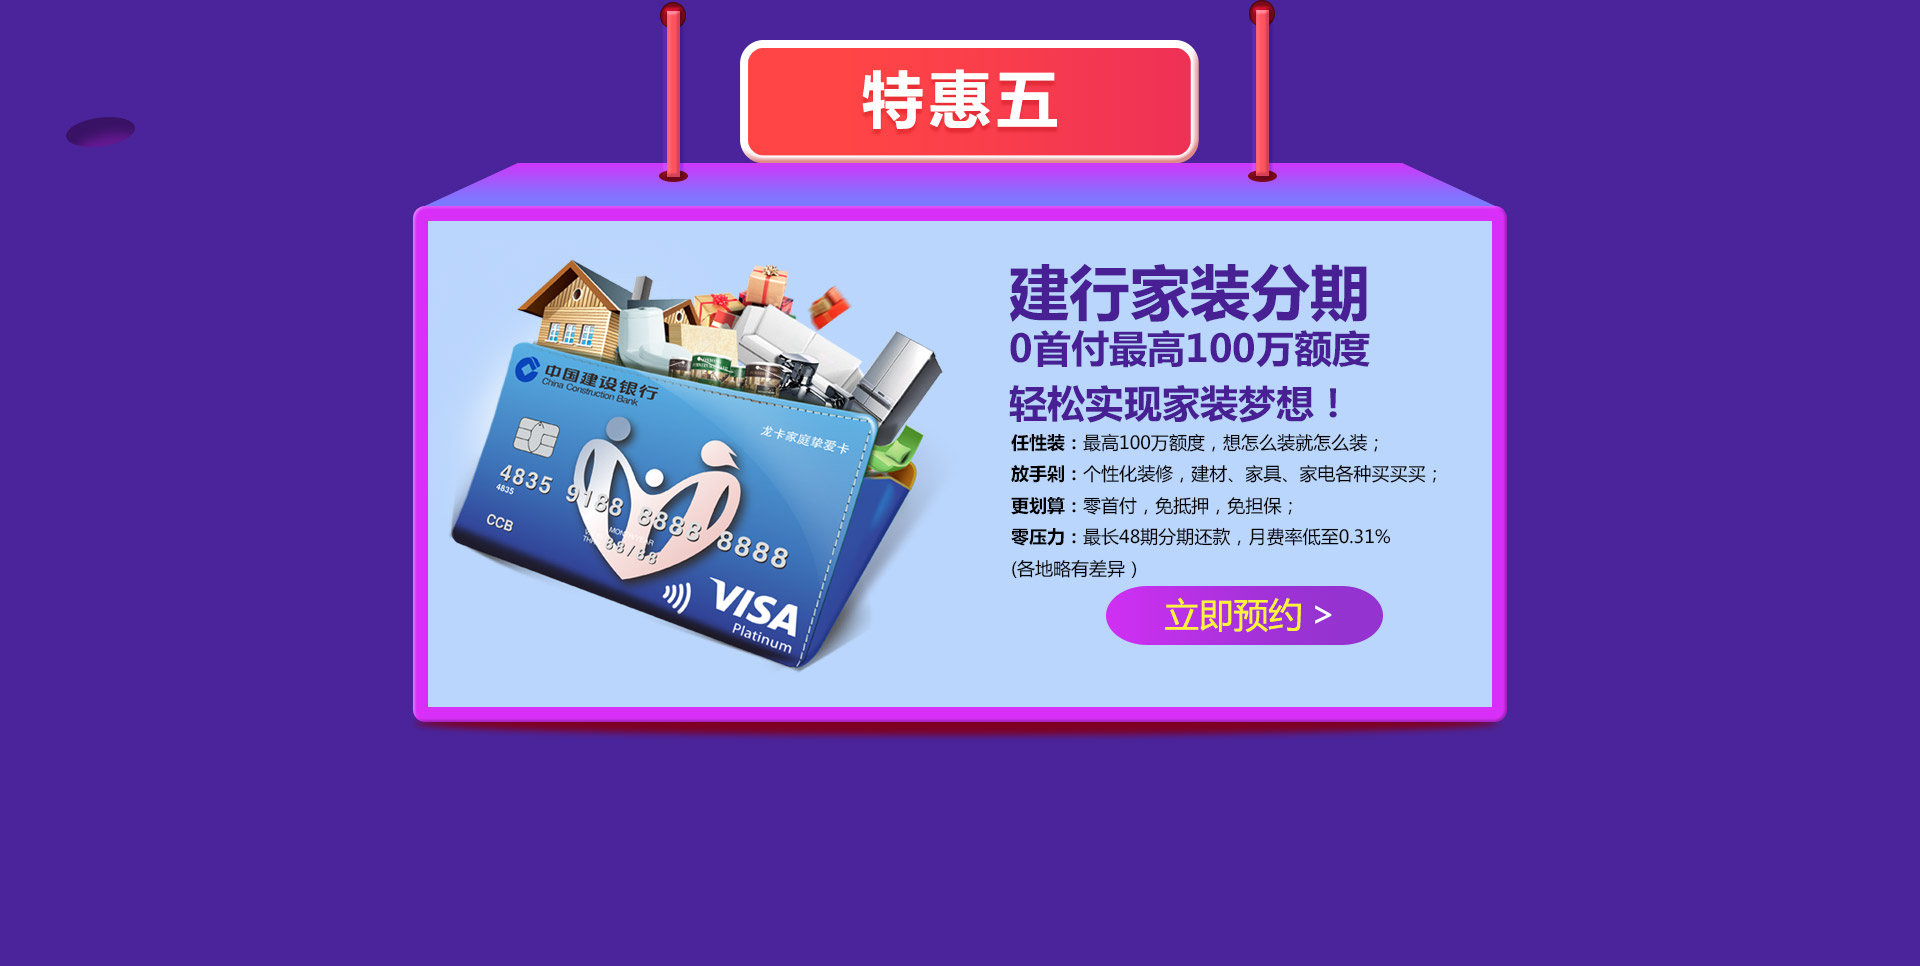 特惠五
中国建设银行
China Construction Bank
龙卡家庭挚爱卡
4835 9188 8888 8888
4835
CCB
88/88
VISA
Platinum
建行家装分期
0首付最高100万额度
轻松实现家装梦想！
任性装：最高100万额度，想怎么装就怎么装；
放手剁：个性化装修，建材、家具、家电各种买买买；
更划算：零首付，免抵押，免担保；
零压力：最长48期分期还款，月费率低至0.31%
(各地略有差异）
立即预约 >